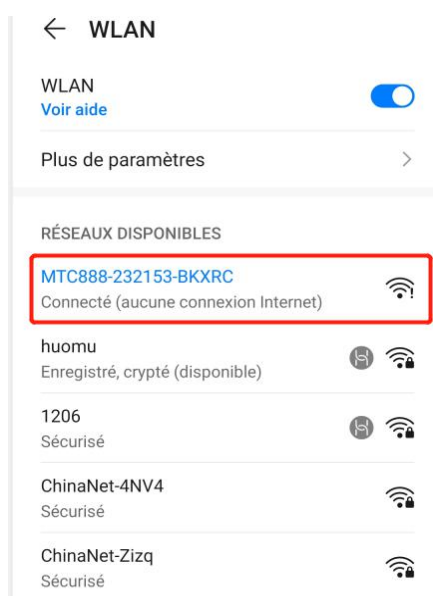 WLAN
WLAN
Voir aide
Plus de paramètres
RÉSEAUX DISPONIBLES
MTC888-232153-BKXRC
Connecté (aucune connexion Internet)
huomu
Enregistré, crypté (disponible)
1206
Sécurisé
ChinaNet-4NV4
Sécurisé
ChinaNet-Zizq
Sécurisé